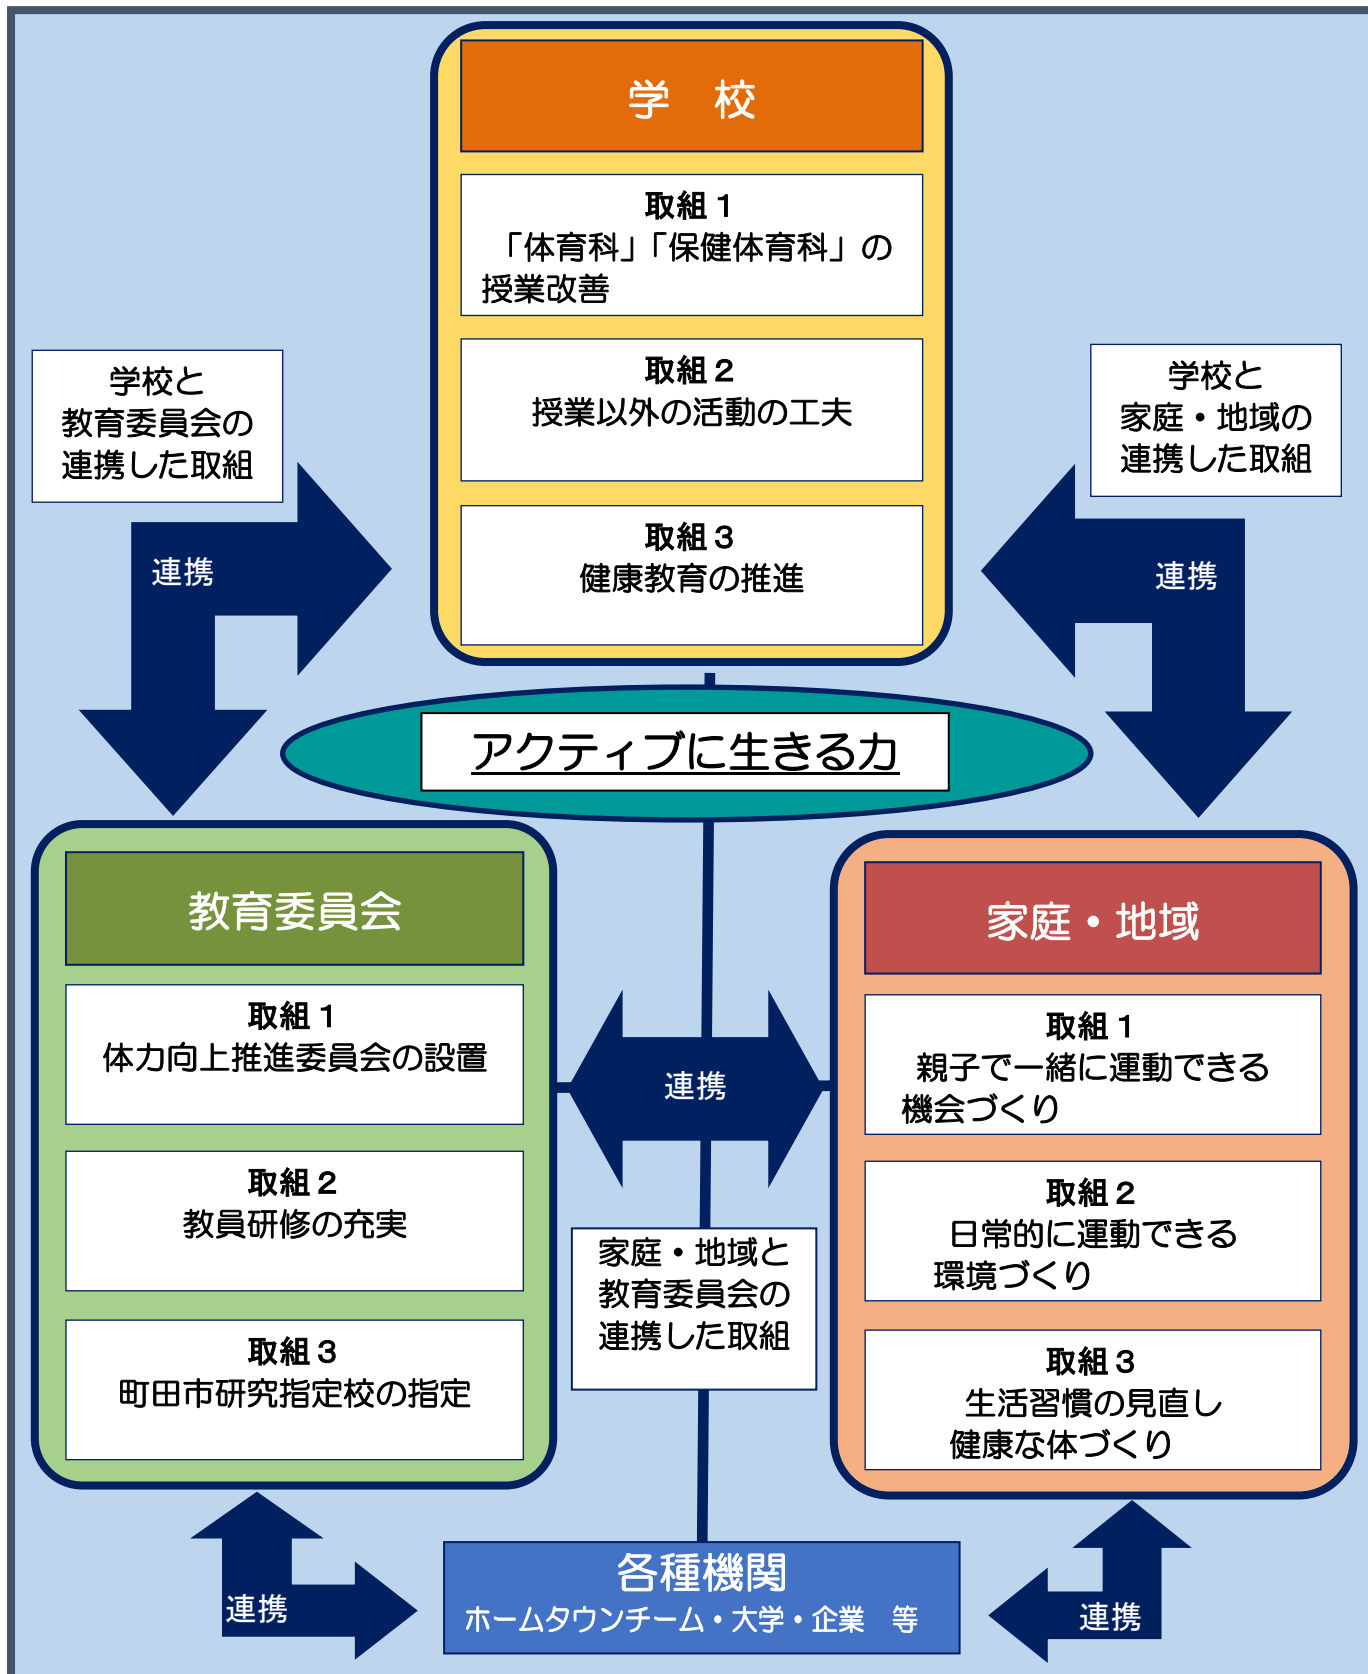 学　校
取組１
「体育科」「保健体育科」の
授業改善
取組２
授業以外の活動の工夫
取組３
健康教育の推進
学校と
教育委員会の
連携した取組
連携
学校と
家庭・地域の
連携した取組
連携
アクティブに生きる力
教育委員会
取組１
体力向上推進委員会の設置
取組２
教員研修の充実
取組３
町田市研究指定校の指定
連携
家庭・地域と
教育委員会の
連携した取組
家庭・地域
取組１
親子で一緒に運動できる
機会づくり
取組２
日常的に運動できる
環境づくり
取組３
生活習慣の見直し
健康な体づくり
連携
各種機関
ホームタウンチーム・大学・企業　等
連携